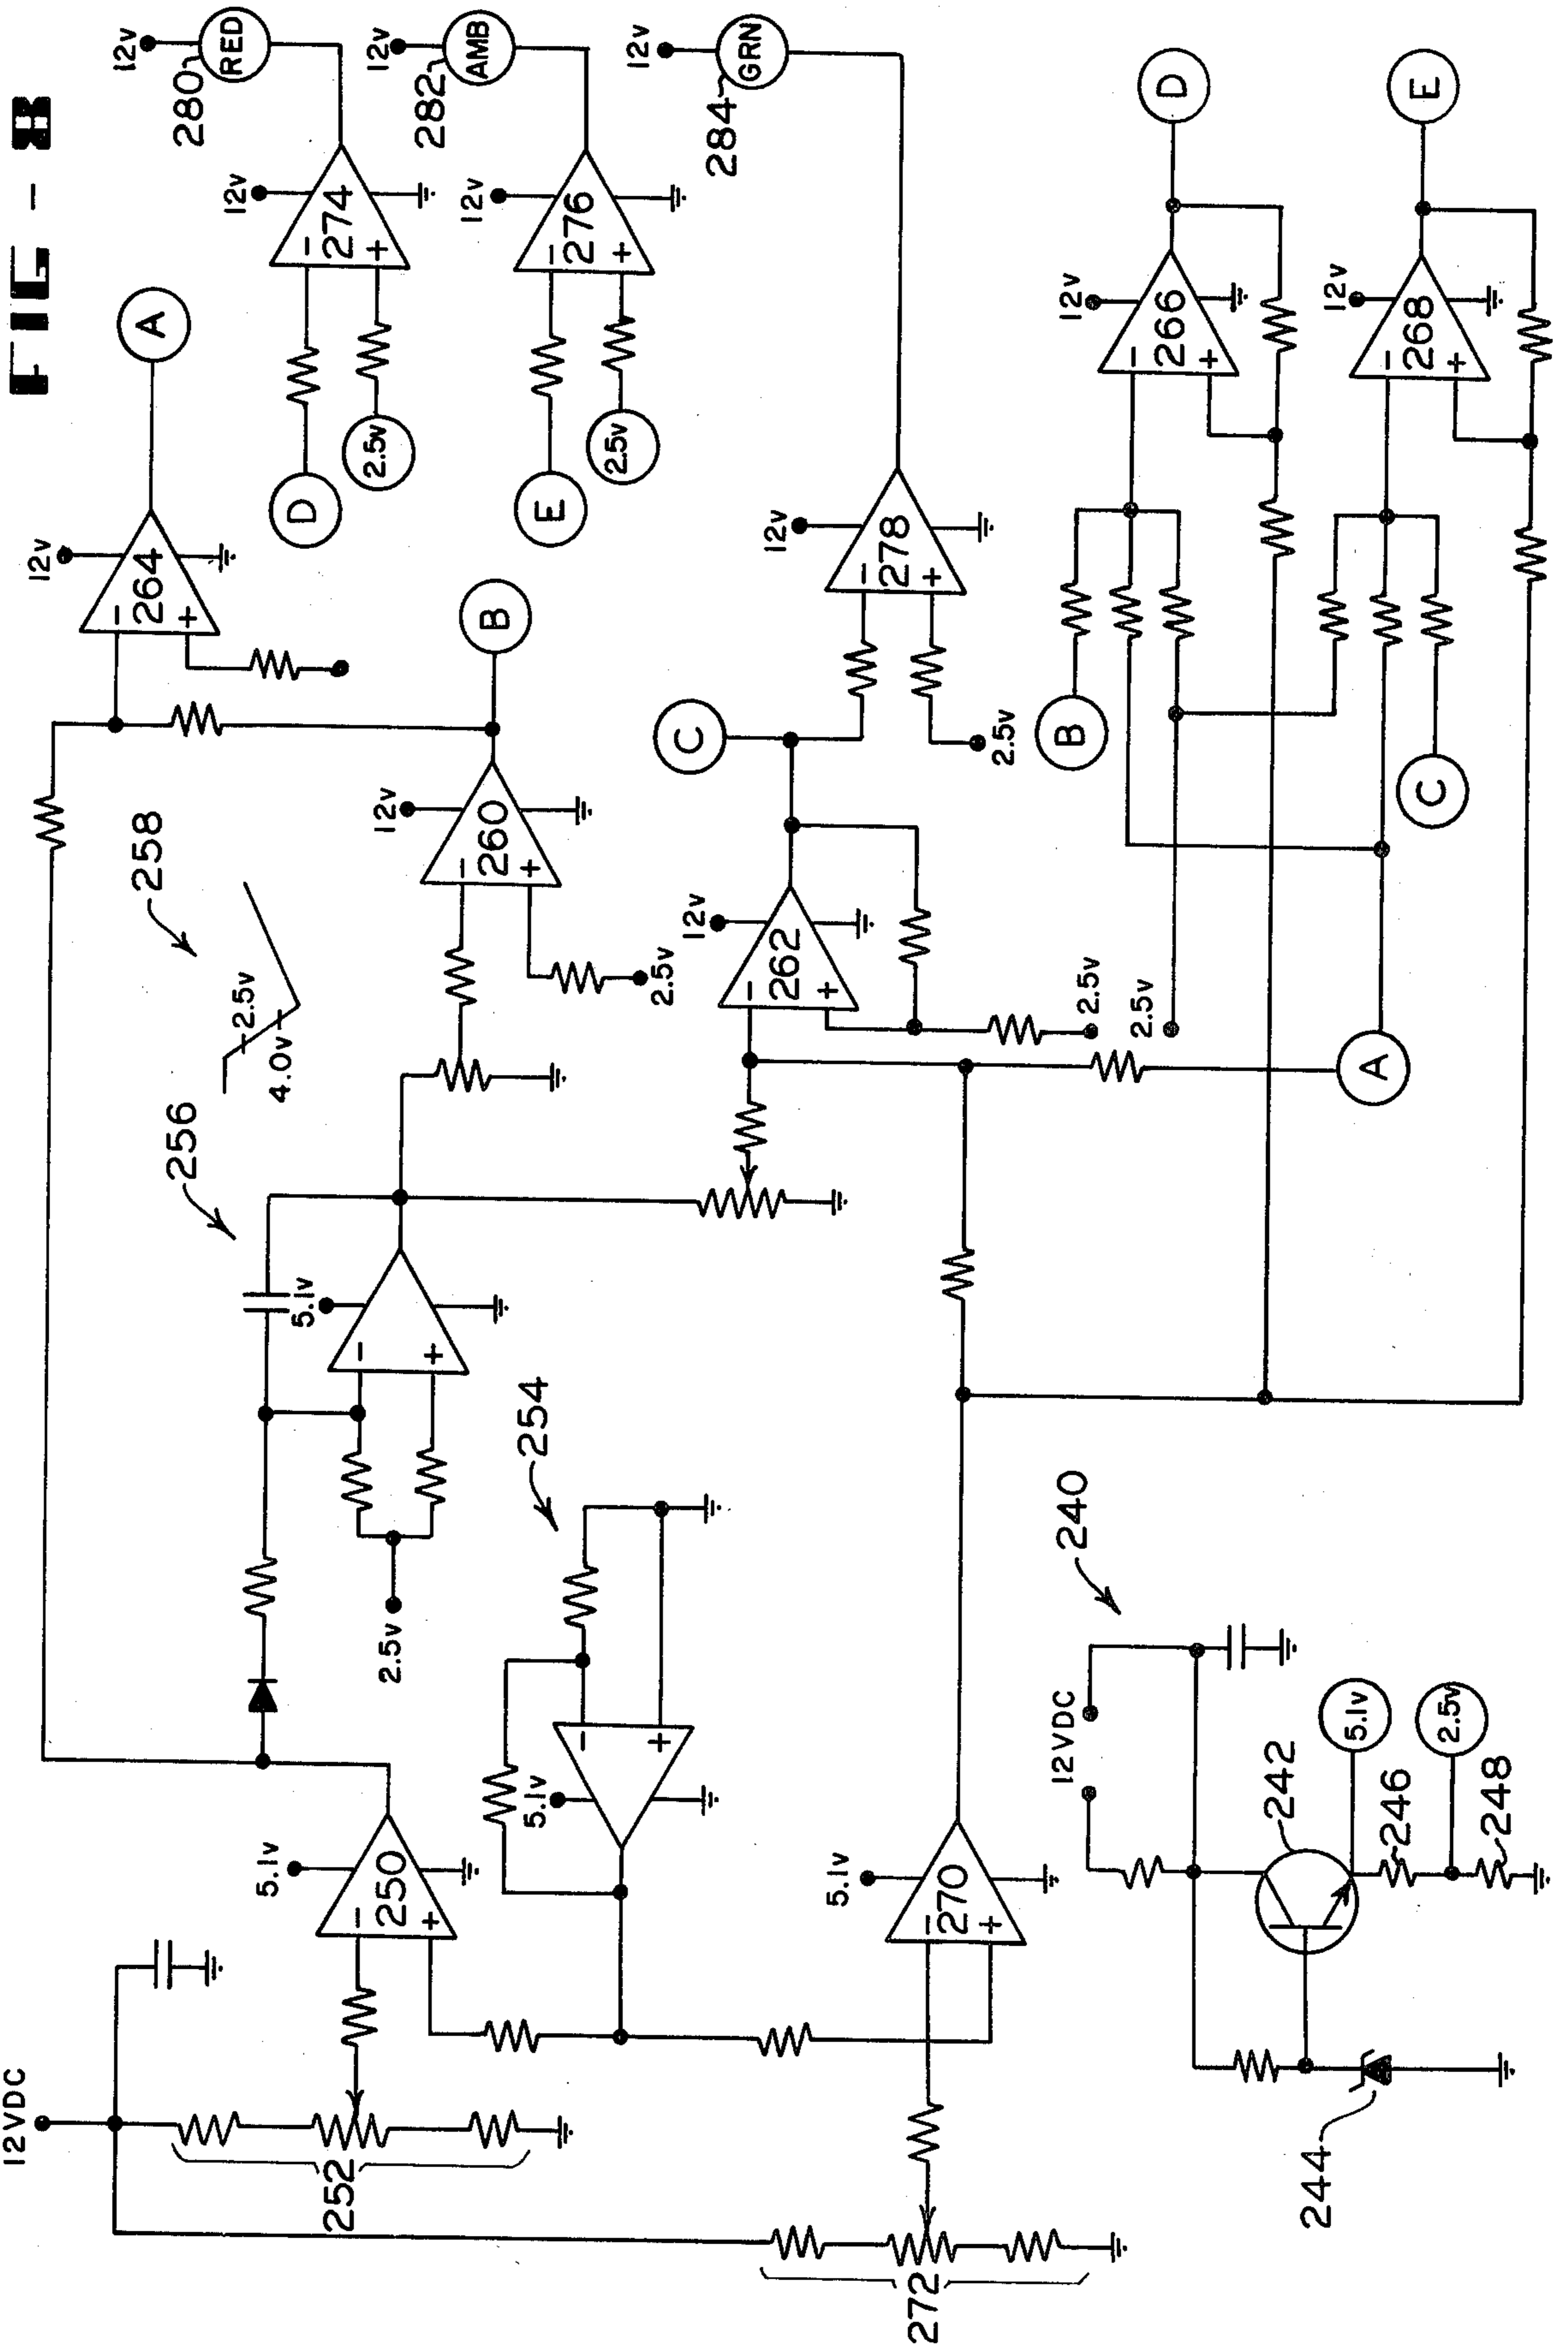 FIG - 8
12VDC
252
272
5.1v
-
250
+
5.1v
-
+
254
5.1v
-
270
+
2.5v
5.1v
-
+
256
258
4.0v
2.5v
12v
-
260
+
2.5v
B
12v
-
264
+
A
12v
-
262
+
2.5v
2.5v
A
C
12v
-
278
+
2.5v
D
2.5v
12v
-
274
+
12v
280
RED
E
2.5v
12v
-
276
+
12v
282
AMB
12v
284
GRN
B
C
12v
-
266
+
D
12v
-
268
+
E
240
12VDC
242
244
5.1v
246
2.5v
248